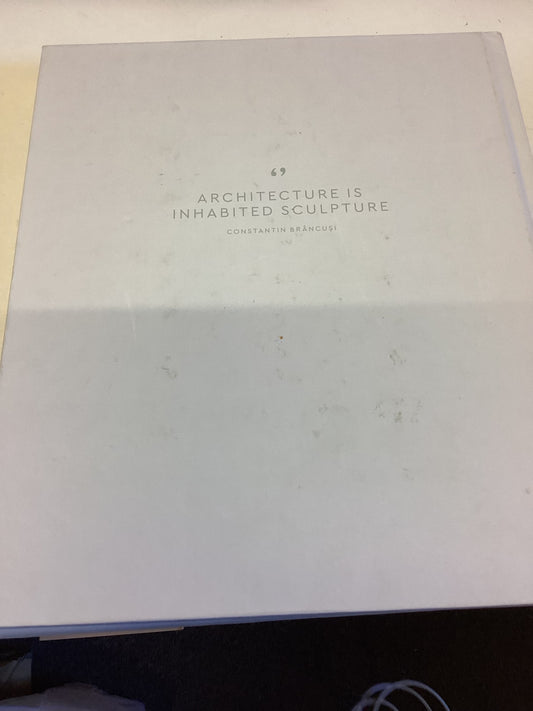 “
ARCHITECTURE IS
INHABITED SCULPTURE
CONSTANTIN BRÂNCUȘI